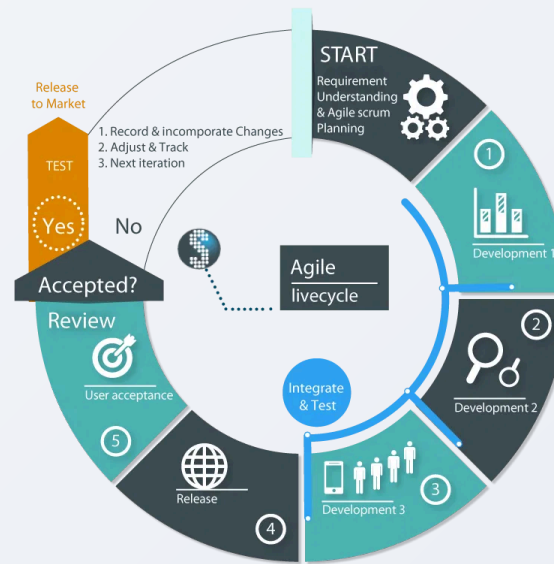 START
Requirement
Understanding
& Agile scrum
Planning
1
Development 1
2
Development 2
3
Development 3
Integrate
& Test
4
Release
5
User acceptance
Review
Accepted?
Yes
No
TEST
Release
to Market
1. Record & incomporate Changes
2. Adjust & Track
3. Next iteration
Agile
livecycle
S